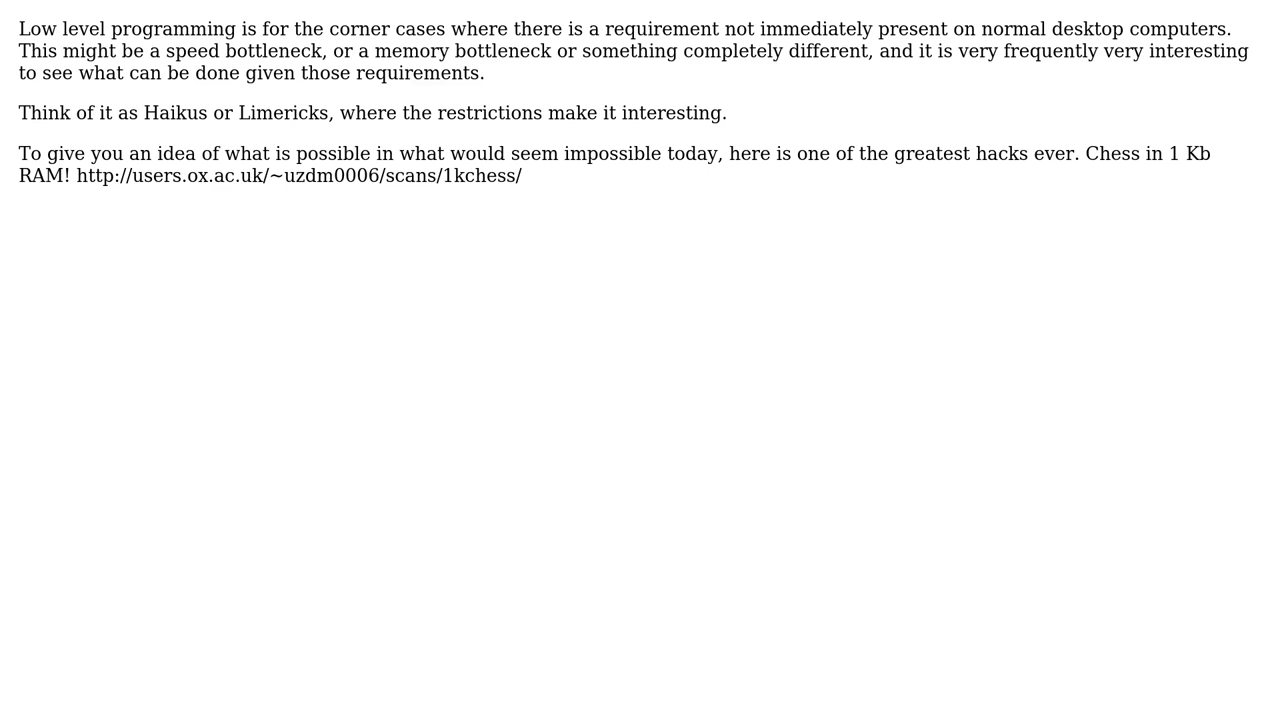 Low level programming is for the corner cases where there is a requirement not immediately present on normal desktop computers.
This might be a speed bottleneck, or a memory bottleneck or something completely different, and it is very frequently very interesting
to see what can be done given those requirements.
Think of it as Haikus or Limericks, where the restrictions make it interesting.
To give you an idea of what is possible in what would seem impossible today, here is one of the greatest hacks ever. Chess in 1 Kb
RAM! http://users.ox.ac.uk/~uzdm0006/scans/1kchess/